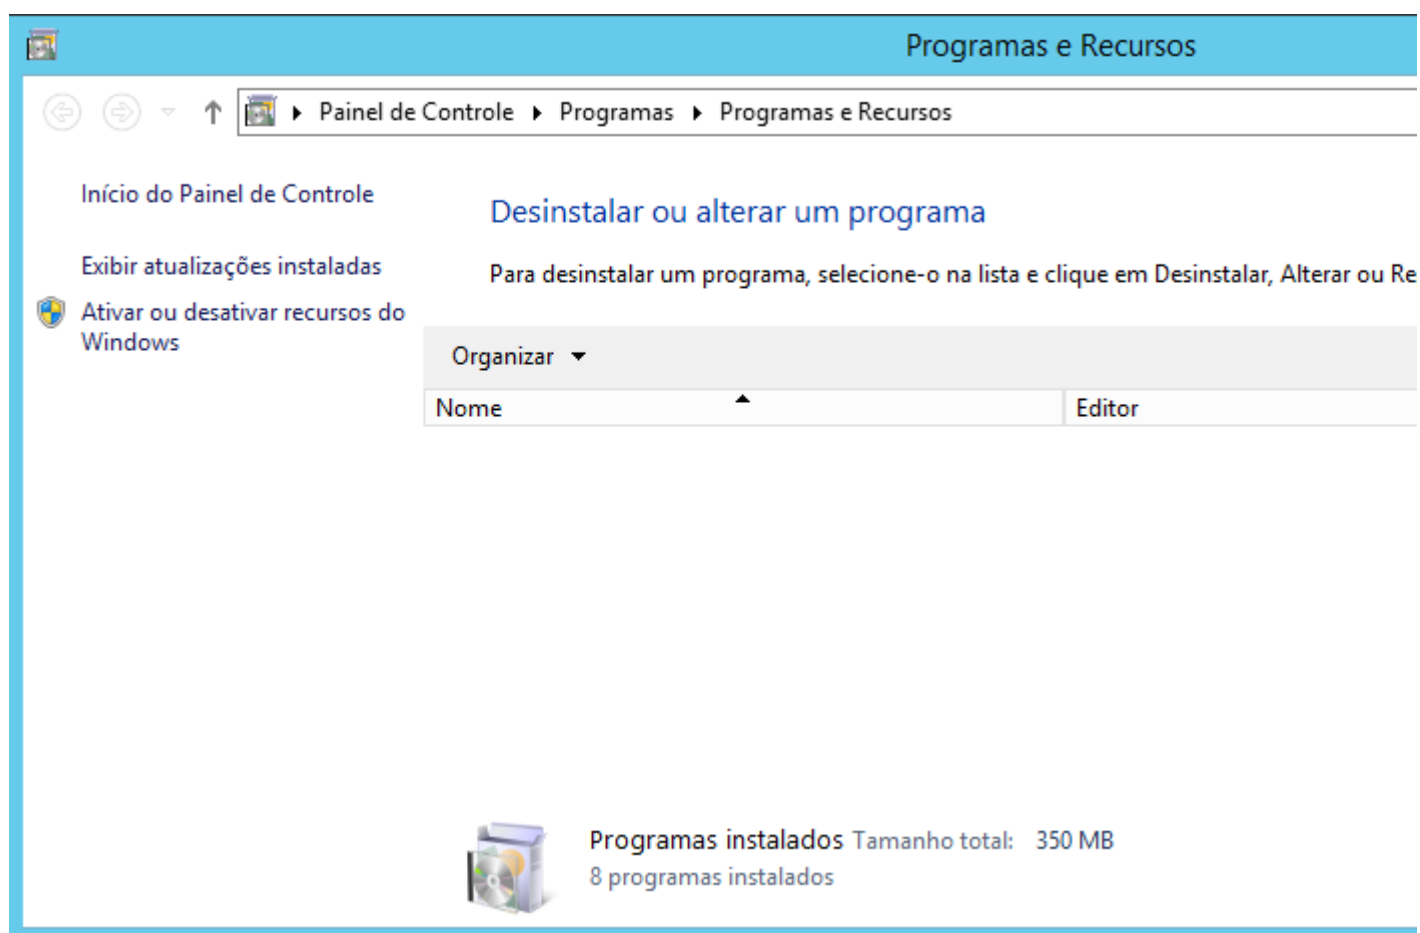 Programas e Recursos
Painel de Controle Programas Programas e Recursos
Início do Painel de Controle
Exibir atualizações instaladas
Ativar ou desativar recursos do
Windows
Desinstalar ou alterar um programa
Para desinstalar um programa, selecione-o na lista e clique em Desinstalar, Alterar ou Re
Organizar
Nome Editor
Programas instalados Tamanho total: 350 MB
8 programas instalados